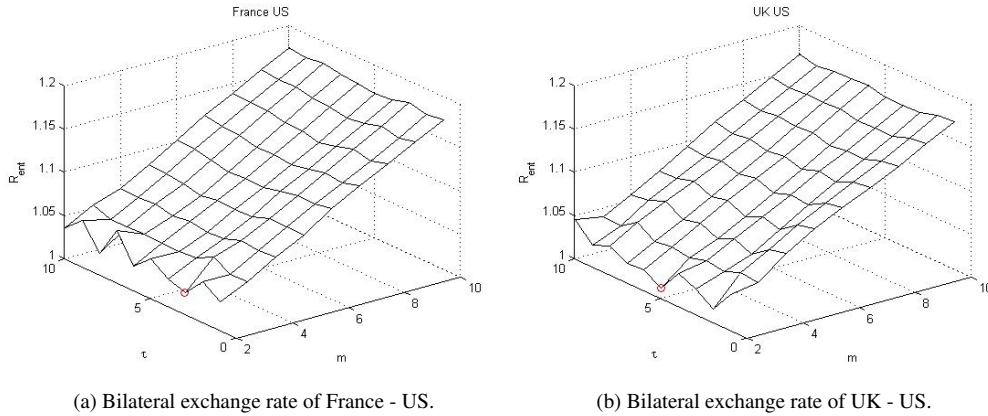 France US
1.2
1.15
1.1
1.05
1
R_ent
10
5
0
τ
2
4
6
8
10
m
UK US
1.2
1.15
1.1
1.05
1
R_ent
10
5
0
τ
2
4
6
8
10
m
(a) Bilateral exchange rate of France - US.
(b) Bilateral exchange rate of UK - US.